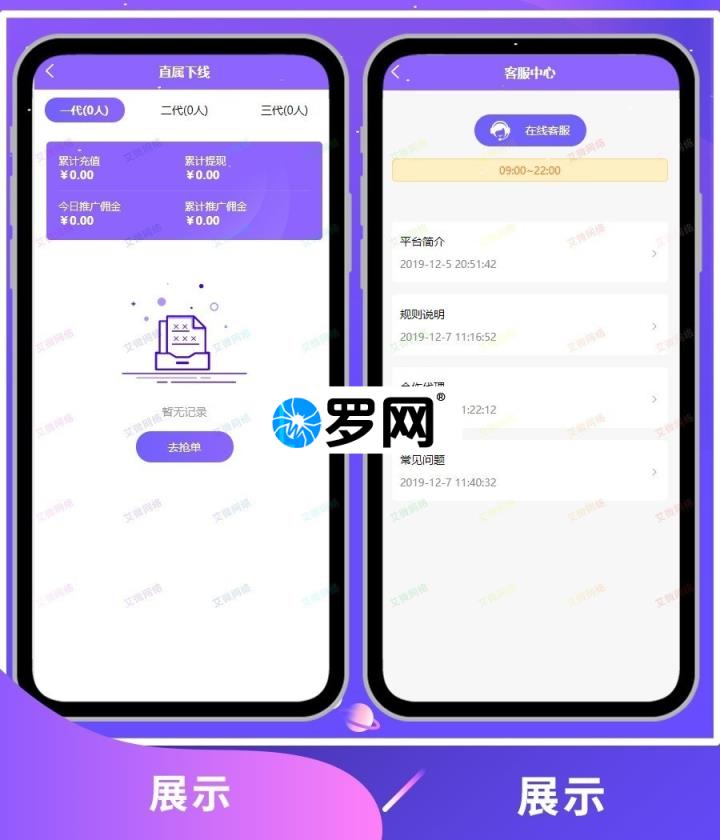 直属下线
一代(0人) 二代(0人) 三代(0人)
累计充值 累计提现
¥0.00 ¥0.00
今日推广佣金 累计推广佣金
¥0.00 ¥0.00
暂无记录
去抢单
客服中心
在线客服
09:00~22:00
平台简介
2019-12-5 20:51:42
规则说明
2019-12-7 11:16:52
合作代理
1:22:12
常见问题
2019-12-7 11:40:32
罗网®
艾微网络
展示
展示